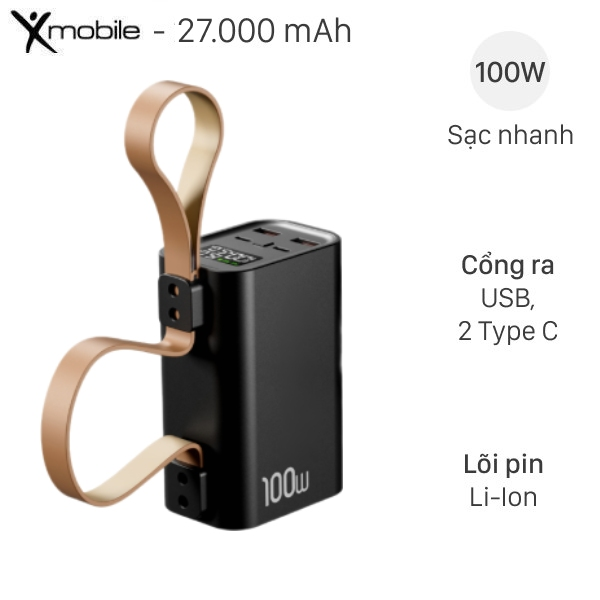 Xmobile - 27.000 mAh
100W
Sạc nhanh
Cổng ra
USB,
2 Type C
Lõi pin
Li-Ion
100W